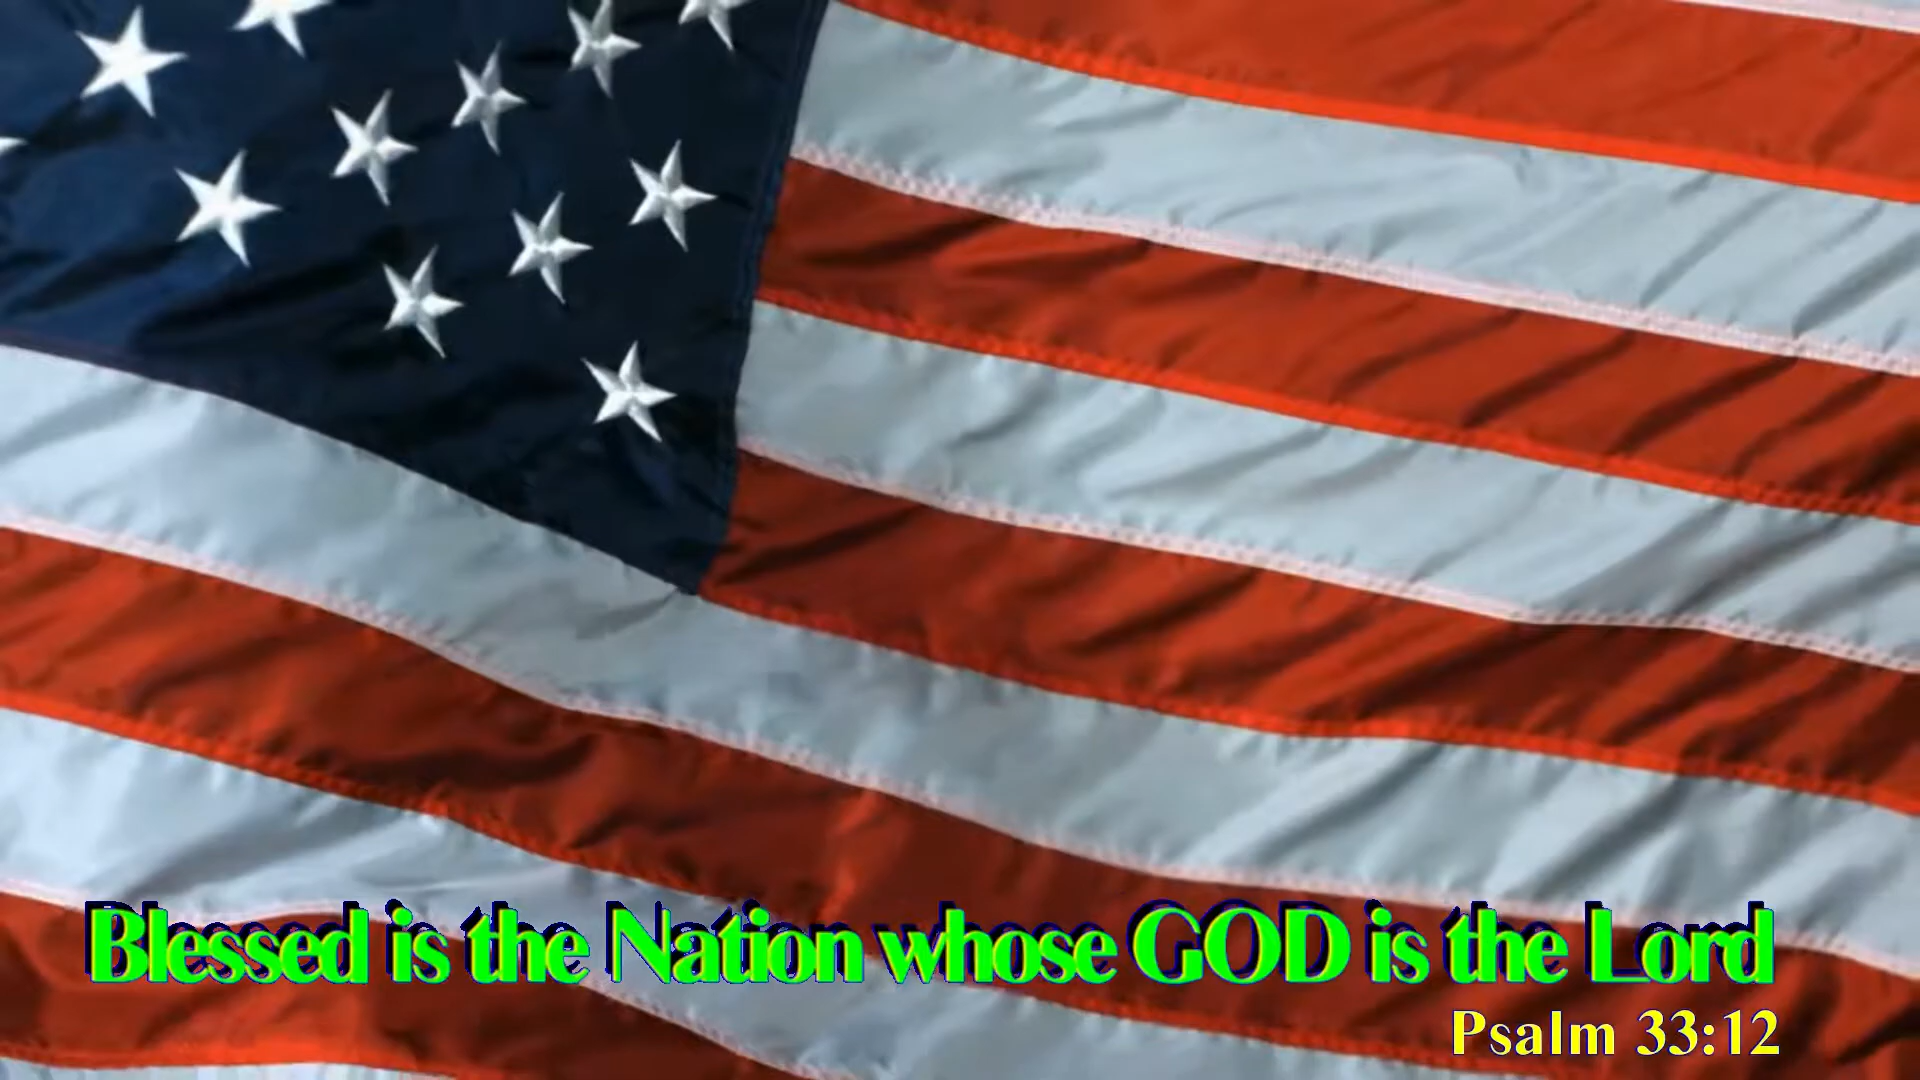 Blessed is the Nation whose GOD is the Lord
Psalm 33:12